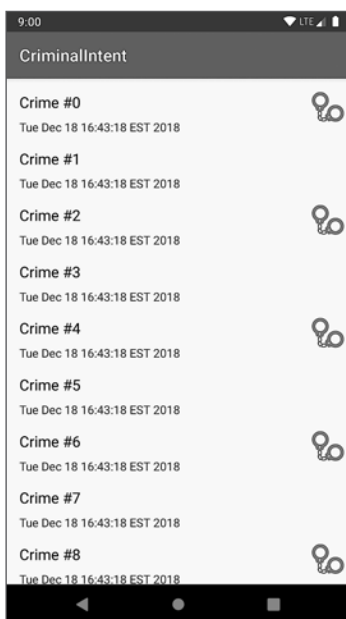 9:00
LTE
CriminalIntent
Crime #0
Tue Dec 18 16:43:18 EST 2018
Crime #1
Tue Dec 18 16:43:18 EST 2018
Crime #2
Tue Dec 18 16:43:18 EST 2018
Crime #3
Tue Dec 18 16:43:18 EST 2018
Crime #4
Tue Dec 18 16:43:18 EST 2018
Crime #5
Tue Dec 18 16:43:18 EST 2018
Crime #6
Tue Dec 18 16:43:18 EST 2018
Crime #7
Tue Dec 18 16:43:18 EST 2018
Crime #8
Tue Dec 18 16:43:18 EST 2018